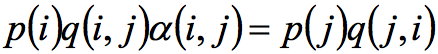 p(i)q(i, j)α(i, j) = p(j)q(j,i)